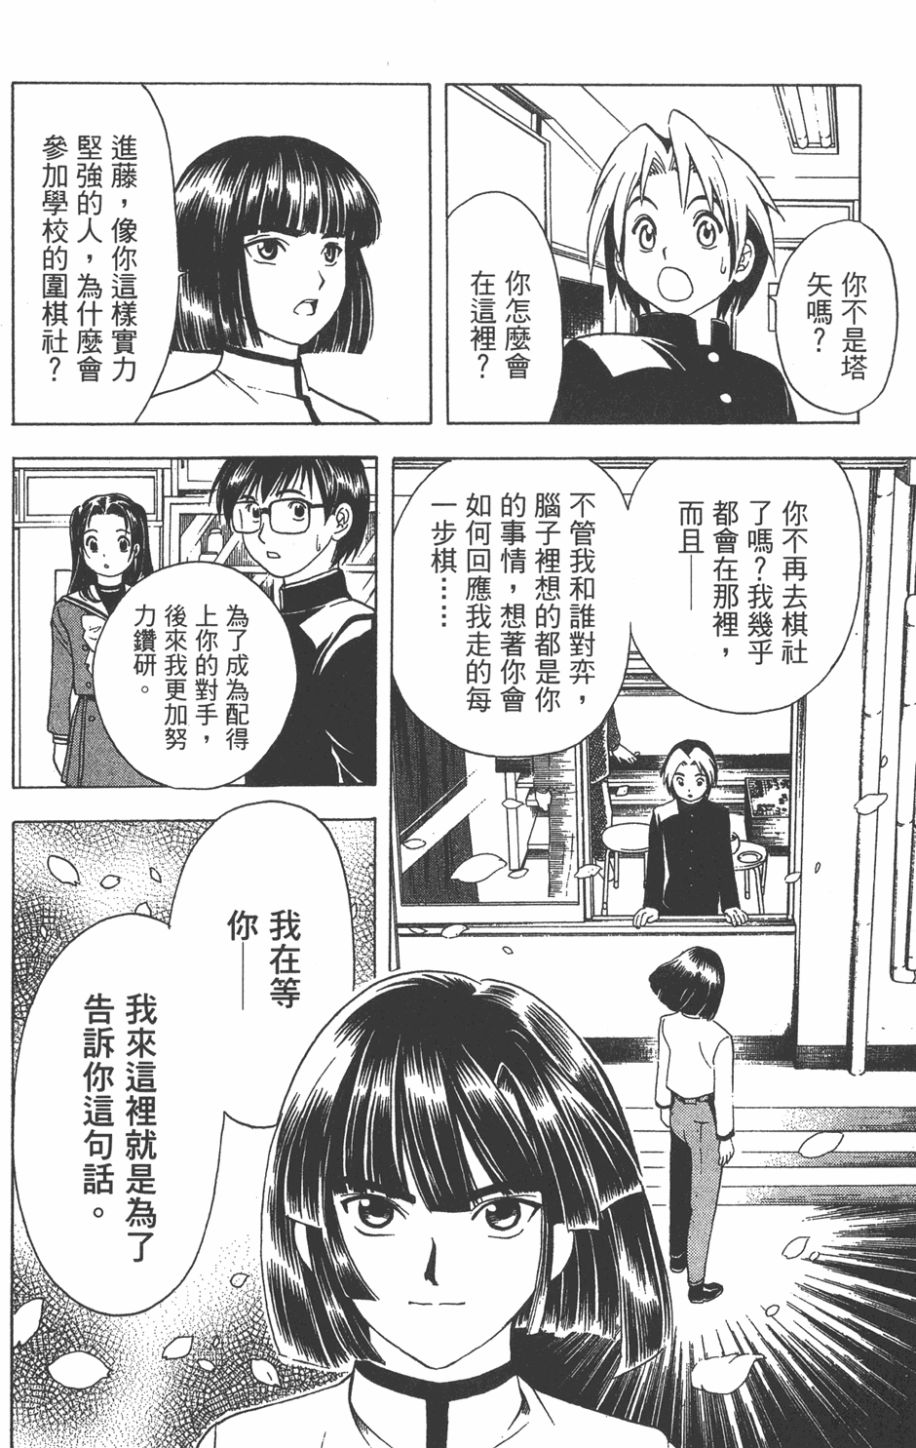 你不是塔
矢嗎？
你怎麼會
在這裡？
進藤，像你這樣實力
堅強的人，為什麼會
參加學校的圍棋社？
你不再去棋社
了嗎？我幾乎
都會在那裡，
而且——
不管我和誰對弈，
腦子裡想的都是你
的事情，想著你會
如何回應我走的每
一步棋……
為了成為配得
上你的對手，
後來我更加努
力鑽研。
我在等
你——
我來這裡就是為了
告訴你這句話。